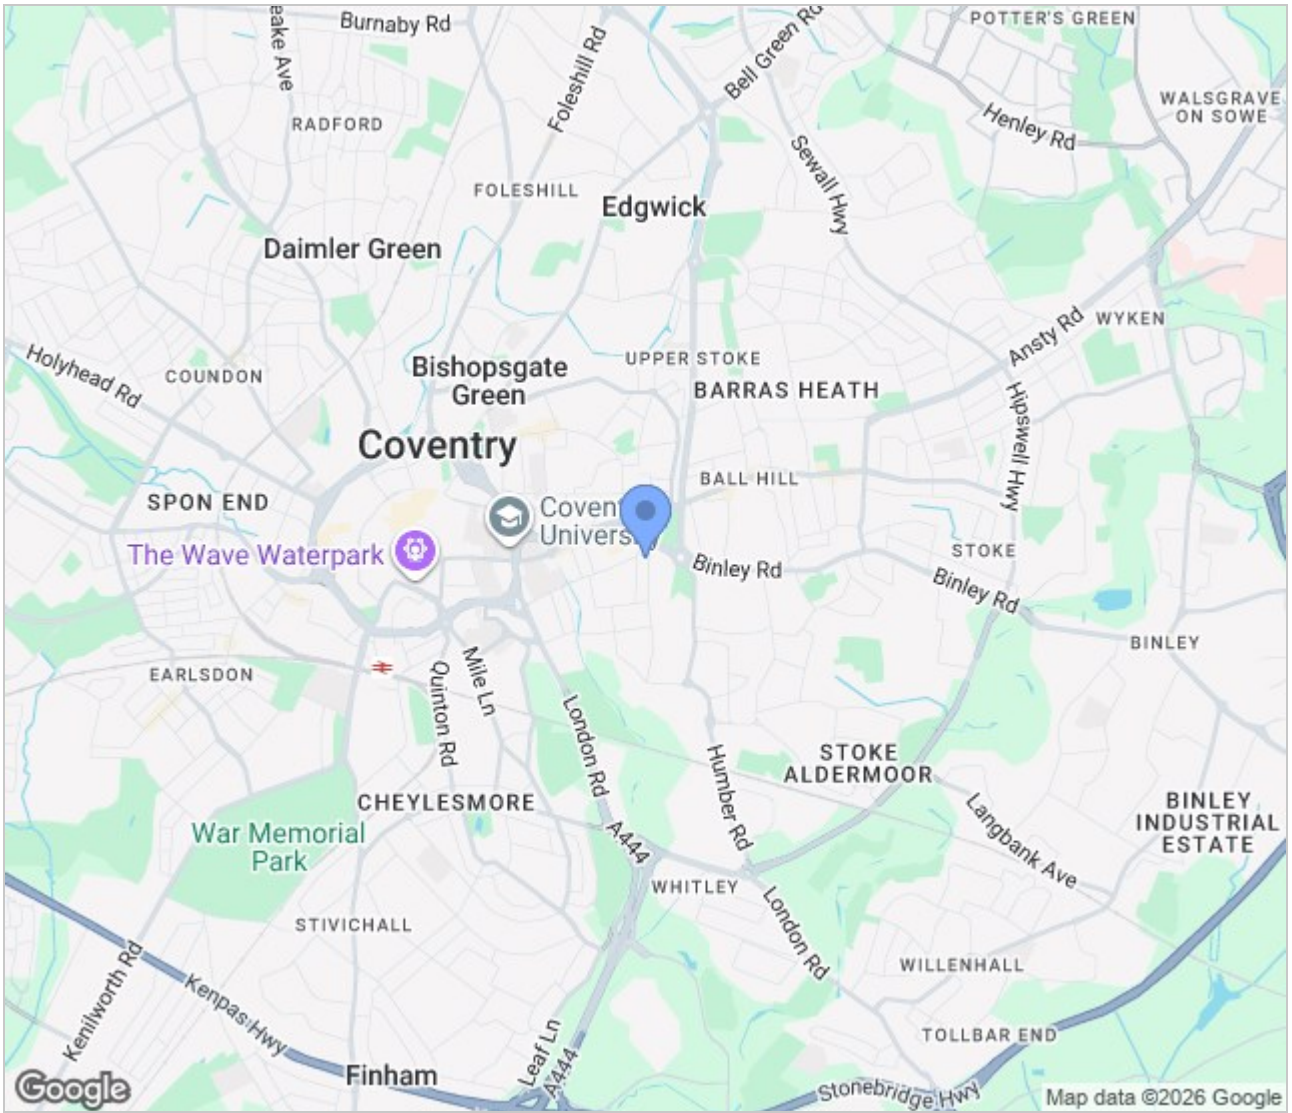 Burnaby Rd
eake Ave
Foleshill Rd
Bell Green Rd
POTTER'S GREEN
WALSGRAVE
ON SOWE
Henley Rd
RADFORD
Sewall Hwy
FOLESHILL
Edgwick
Daimler Green
Ansty Rd
WYKEN
Holyhead Rd
COUNDON
Bishopsgate
Green
UPPER STOKE
BARRAS HEATH
Hipswell Hwy
Coventry
BALL HILL
SPON END
Covent
University
The Wave Waterpark
Binley Rd
STOKE
Binley Rd
BINLEY
EARLSDON
Quinton Rd
Mile Ln
London Rd
Humber Rd
STOKE
ALDERMOOR
CHEYLESMORE
Langbank Ave
BINLEY
INDUSTRIAL
ESTATE
War Memorial
Park
A444
WHITLEY
London Rd
STIVICHALL
WILLENHALL
Kenilworth Rd
Kenpas Hwy
TOLLBAR END
Leaf Ln
A444
Finham
Stonebridge Hwy
Google
Map data ©2026 Google